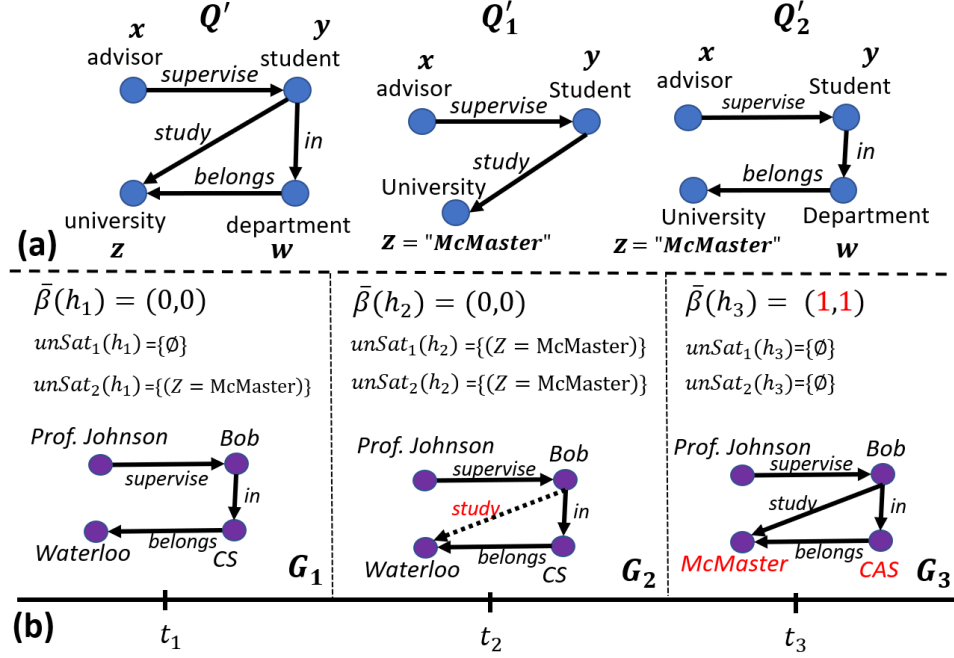 Q′ Q′₁ Q′₂
x y
advisor student
supervise
study in
belongs
university department
z w
x y
advisor Student
supervise
study
University
z = "McMaster"
x y
advisor Student
supervise
in
belongs
University Department
z = "McMaster" w
(a)
β̄(h₁) = (0,0)
unSat₁(h₁) ={∅}
unSat₂(h₁) ={(Z = McMaster)}
Prof. Johnson Bob
supervise
in
belongs
Waterloo CS
G₁
β̄(h₂) = (0,0)
unSat₁(h₂) ={(Z = McMaster)}
unSat₂(h₂) ={(Z = McMaster)}
Prof. Johnson Bob
supervise
study in
belongs
Waterloo CS
G₂
β̄(h₃) = (1,1)
unSat₁(h₃) ={∅}
unSat₂(h₃) ={∅}
Prof. Johnson Bob
supervise
study in
belongs
McMaster CAS
G₃
(b)
t₁ t₂ t₃